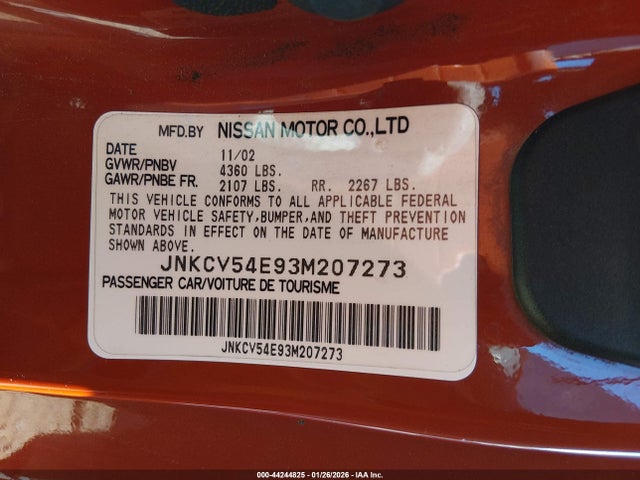 MFD.BY NISSAN MOTOR CO.,LTD
DATE 11/02
GVWR/PNBV 4360 LBS.
GAWR/PNBE FR. 2107 LBS. RR. 2267 LBS.
THIS VEHICLE CONFORMS TO ALL APPLICABLE FEDERAL
MOTOR VEHICLE SAFETY,BUMPER,AND THEFT PREVENTION
STANDARDS IN EFFECT ON THE DATE OF MANUFACTURE
SHOWN ABOVE.
JNKCV54E93M207273
PASSENGER CAR/VOITURE DE TOURISME
JNKCV54E93M207273
000-44244825 - 01/26/2026 - IAA Inc.